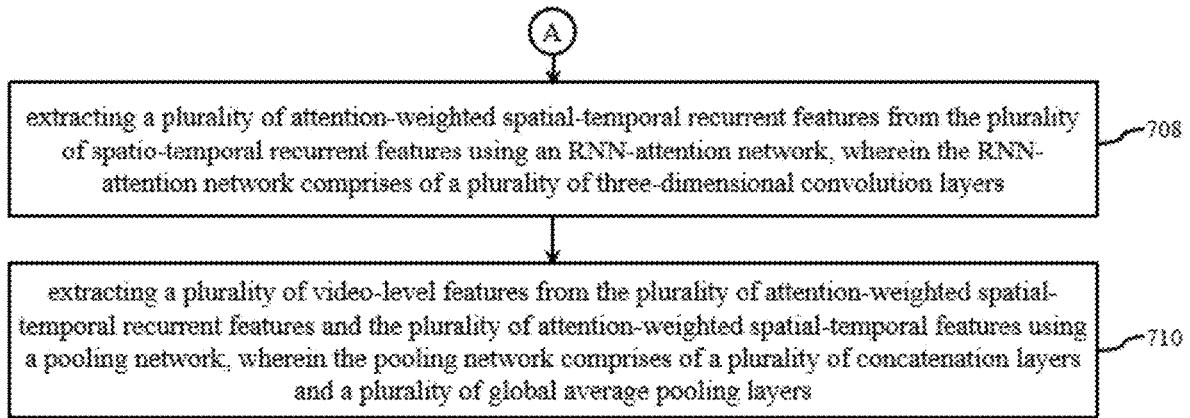 A
extracting a plurality of attention-weighted spatial-temporal recurrent features from the plurality
of spatio-temporal recurrent features using an RNN-attention network, wherein the RNN-
attention network comprises of a plurality of three-dimensional convolution layers
708
extracting a plurality of video-level features from the plurality of attention-weighted spatial-
temporal recurrent features and the plurality of attention-weighted spatial-temporal features using
a pooling network, wherein the pooling network comprises of a plurality of concatenation layers
and a plurality of global average pooling layers
710